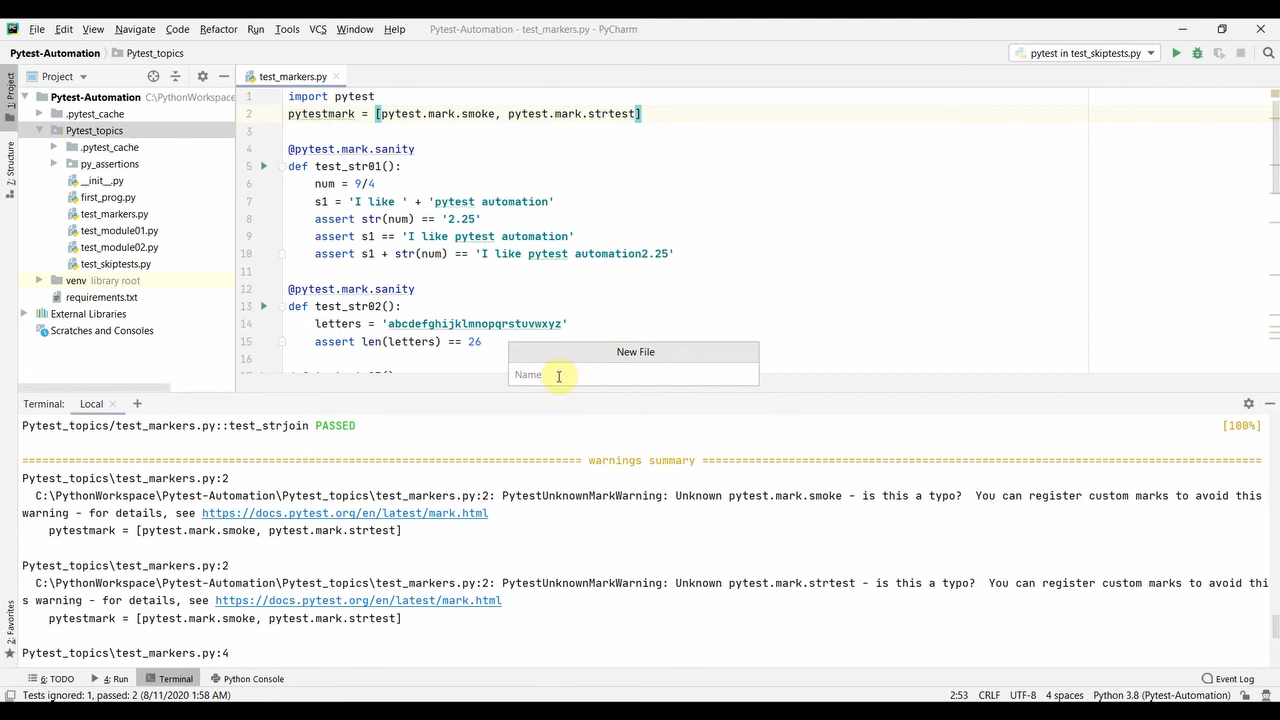 File Edit View Navigate Code Refactor Run Tools VCS Window Help Pytest-Automation - test_markers.py - PyCharm
Pytest-Automation Pytest_topics pytest in test_skiptests.py
1: Project
Project
test_markers.py
Pytest-Automation C:\PythonWorkspace
.pytest_cache
Pytest_topics
.pytest_cache
py_assertions
__init__.py
first_prog.py
test_markers.py
test_module01.py
test_module02.py
test_skiptests.py
venv library root
requirements.txt
External Libraries
Scratches and Consoles
7: Structure
2: Favorites
1 import pytest
2 pytestmark = [pytest.mark.smoke, pytest.mark.strtest]
3
4 @pytest.mark.sanity
5 def test_str01():
6 num = 9/4
7 s1 = 'I like ' + 'pytest automation'
8 assert str(num) == '2.25'
9 assert s1 == 'I like pytest automation'
10 assert s1 + str(num) == 'I like pytest automation2.25'
11
12 @pytest.mark.sanity
13 def test_str02():
14 letters = 'abcdefghijklmnopqrstuvwxyz'
15 assert len(letters) == 26
16
New File
Name
Terminal: Local
Pytest_topics/test_markers.py::test_strjoin PASSED [100%]
warnings summary
Pytest_topics\test_markers.py:2
C:\PythonWorkspace\Pytest-Automation\Pytest_topics\test_markers.py:2: PytestUnknownMarkWarning: Unknown pytest.mark.smoke - is this a typo? You can register custom marks to avoid this
warning - for details, see https://docs.pytest.org/en/latest/mark.html
pytestmark = [pytest.mark.smoke, pytest.mark.strtest]
Pytest_topics\test_markers.py:2
C:\PythonWorkspace\Pytest-Automation\Pytest_topics\test_markers.py:2: PytestUnknownMarkWarning: Unknown pytest.mark.strtest - is this a typo? You can register custom marks to avoid thi
s warning - for details, see https://docs.pytest.org/en/latest/mark.html
pytestmark = [pytest.mark.smoke, pytest.mark.strtest]
Pytest_topics\test_markers.py:4
6: TODO 4: Run Terminal Python Console Event Log
Tests ignored: 1, passed: 2 (8/11/2020 1:58 AM) 2:53 CRLF UTF-8 4 spaces Python 3.8 (Pytest-Automation)